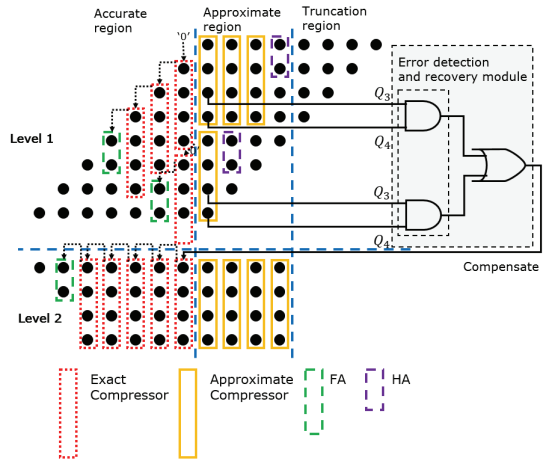 Accurate
region
Approximate
region
Truncation
region
'0'
Error detection
and recovery module
Q3
Q4
Level 1
Q3
Q4
Compensate
Level 2
Exact
Compressor
Approximate
Compressor
FA
HA